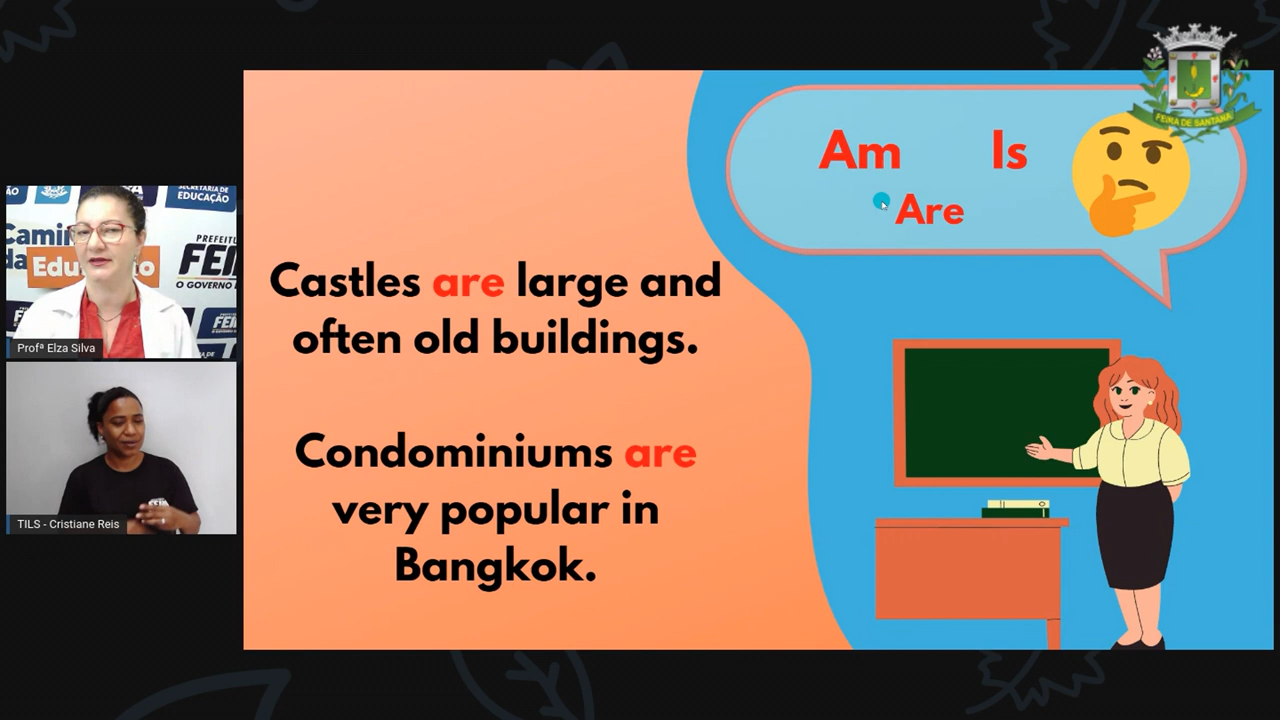 FEIRA DE SANTANA
Am Is
Are
Castles are large and
often old buildings.
Condominiums are
very popular in
Bangkok.
SECRETARIA DE
EDUCAÇÃO
PREFEITU
FEI
O GOVERNO D
Profª Elza Silva
TILS - Cristiane Reis